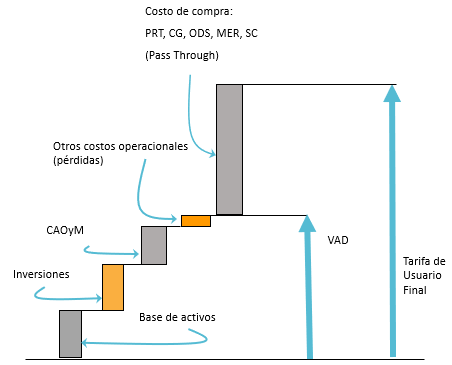 Costo de compra:
PRT, CG, ODS, MER, SC
(Pass Through)
Otros costos operacionales
(pérdidas)
CAOyM
VAD
Tarifa de
Usuario
Final
Inversiones
Base de activos